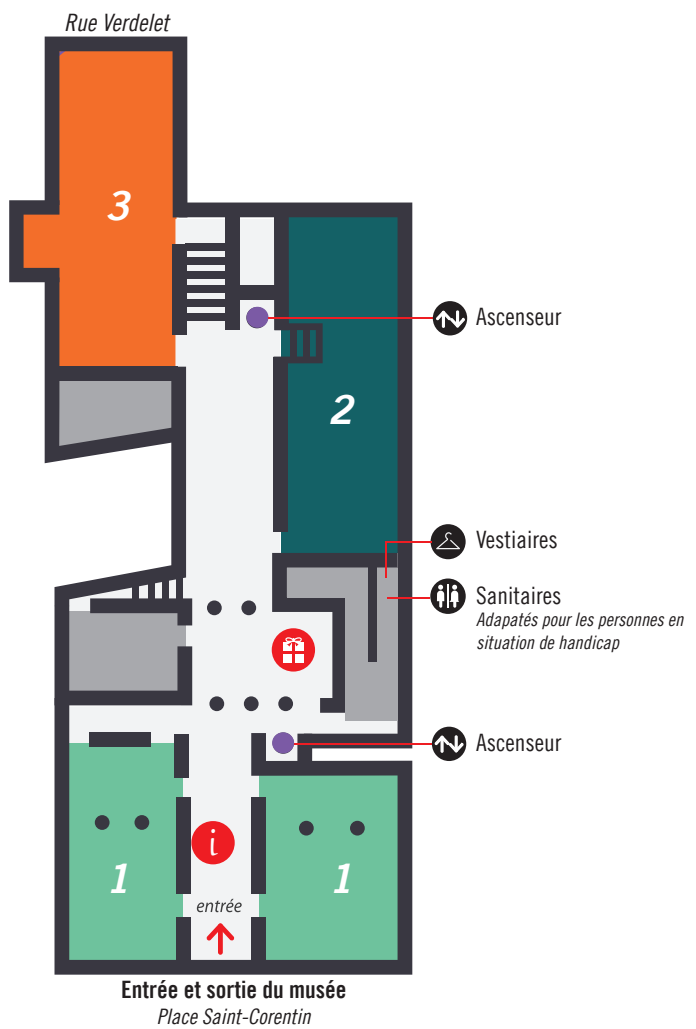 Rue Verdelet
3
Ascenseur
2
Vestiaires
Sanitaires
Adapatés pour les personnes en
situation de handicap
Ascenseur
i
1
1
entrée
Entrée et sortie du musée
Place Saint-Corentin